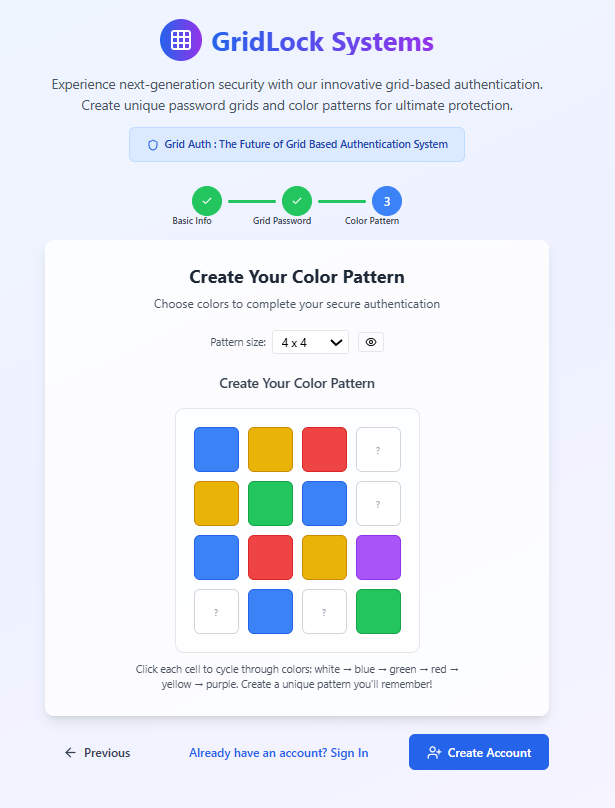 GridLock Systems
Experience next-generation security with our innovative grid-based authentication.
Create unique password grids and color patterns for ultimate protection.
Grid Auth : The Future of Grid Based Authentication System
3
Basic Info Grid Password Color Pattern
Create Your Color Pattern
Choose colors to complete your secure authentication
Pattern size: 4 x 4
Create Your Color Pattern
?
?
? ?
Click each cell to cycle through colors: white → blue → green → red →
yellow → purple. Create a unique pattern you'll remember!
← Previous Already have an account? Sign In Create Account